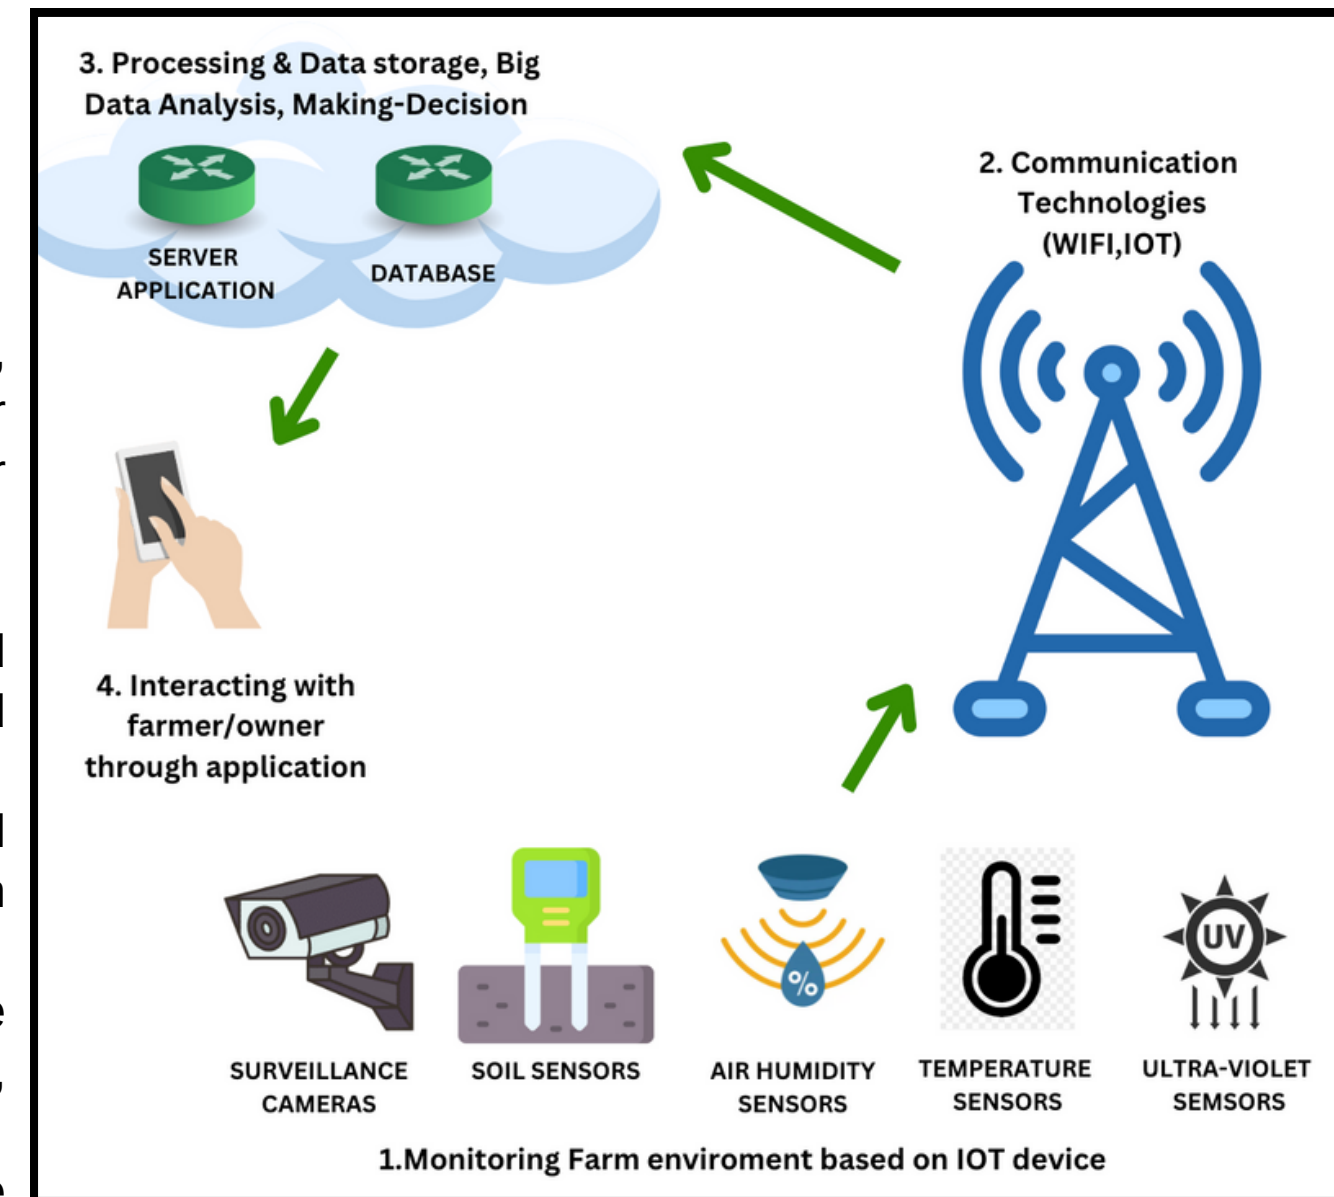 3. Processing & Data storage, Big
Data Analysis, Making-Decision
SERVER
APPLICATION
DATABASE
2. Communication
Technologies
(WIFI,IOT)
4. Interacting with
farmer/owner
through application
%
UV
SURVEILLANCE
CAMERAS
SOIL SENSORS
AIR HUMIDITY
SENSORS
TEMPERATURE
SENSORS
ULTRA-VIOLET
SEMSORS
1.Monitoring Farm enviroment based on IOT device